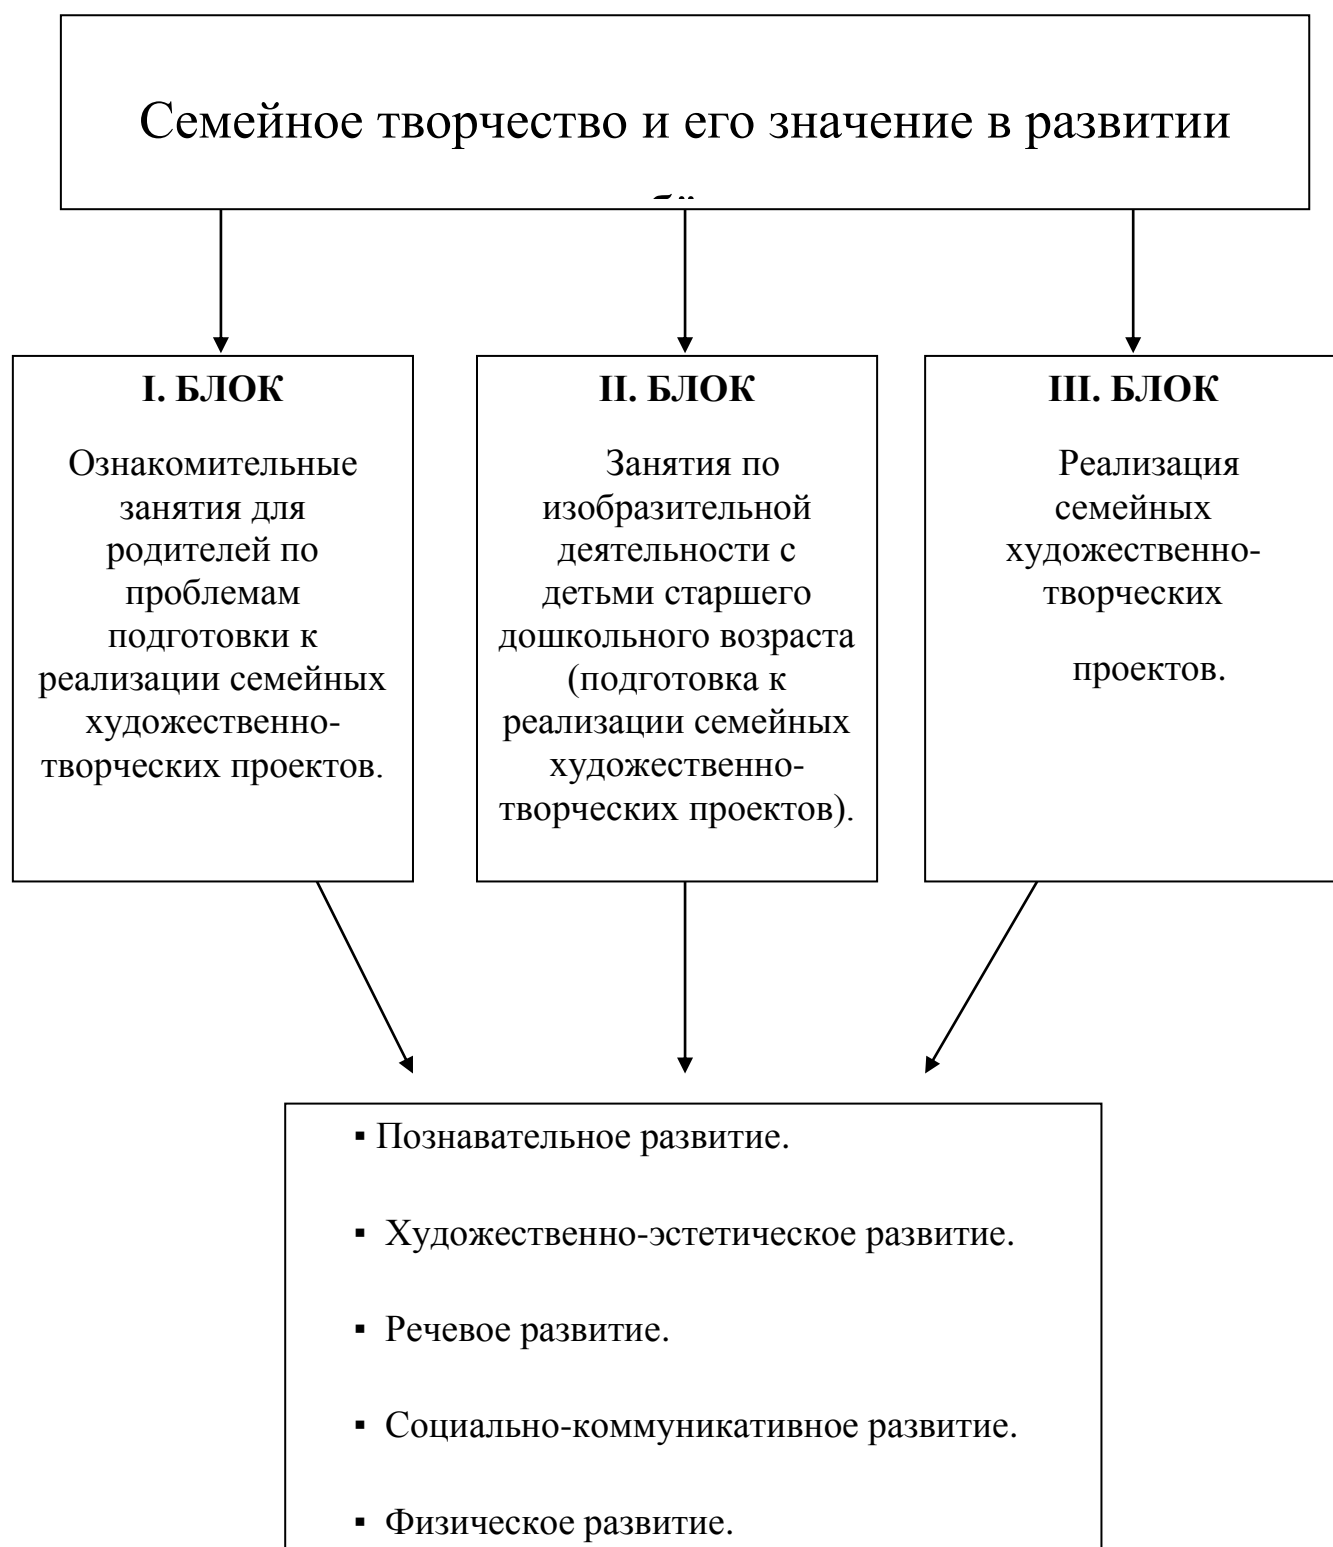 Семейное творчество и его значение в развитии
I. БЛОК
Ознакомительные
занятия для
родителей по
проблемам
подготовки к
реализации семейных
художественно-
творческих проектов.
II. БЛОК
Занятия по
изобразительной
деятельности с
детьми старшего
дошкольного возраста
(подготовка к
реализации семейных
художественно-
творческих проектов).
III. БЛОК
Реализация
семейных
художественно-
творческих
проектов.
▪ Познавательное развитие.
▪ Художественно-эстетическое развитие.
▪ Речевое развитие.
▪ Социально-коммуникативное развитие.
▪ Физическое развитие.